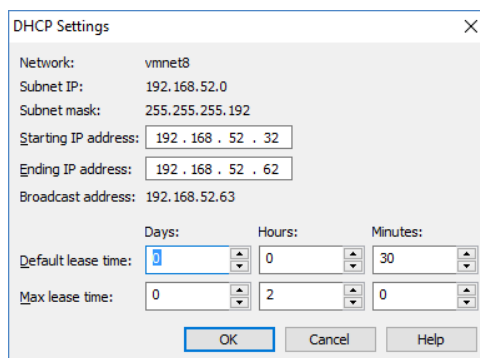 DHCP Settings
Network: vmnet8
Subnet IP: 192.168.52.0
Subnet mask: 255.255.255.192
Starting IP address: 192 . 168 . 52 . 32
Ending IP address: 192 . 168 . 52 . 62
Broadcast address: 192.168.52.63
Days: Hours: Minutes:
Default lease time: 0 0 30
Max lease time: 0 2 0
OK Cancel Help